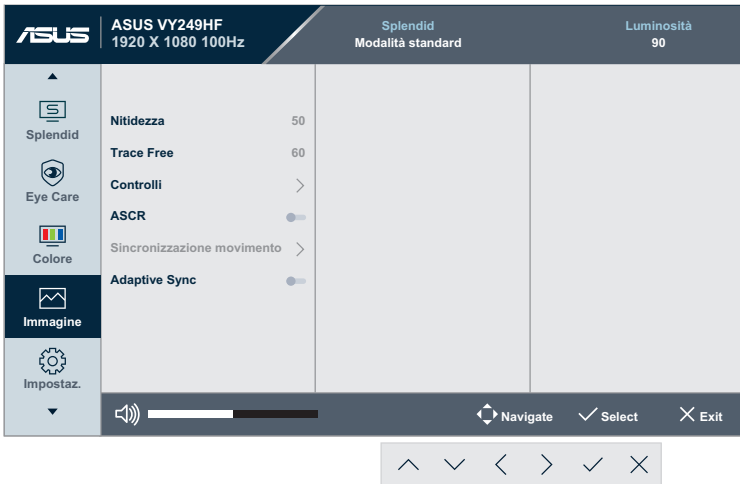 ASUS
ASUS VY249HF
1920 X 1080 100Hz
Splendid
Modalità standard
Luminosità
90
Splendid
Eye Care
Colore
Immagine
Impostaz.
Nitidezza 50
Trace Free 60
Controlli
ASCR
Sincronizzazione movimento
Adaptive Sync
Navigate
Select
Exit